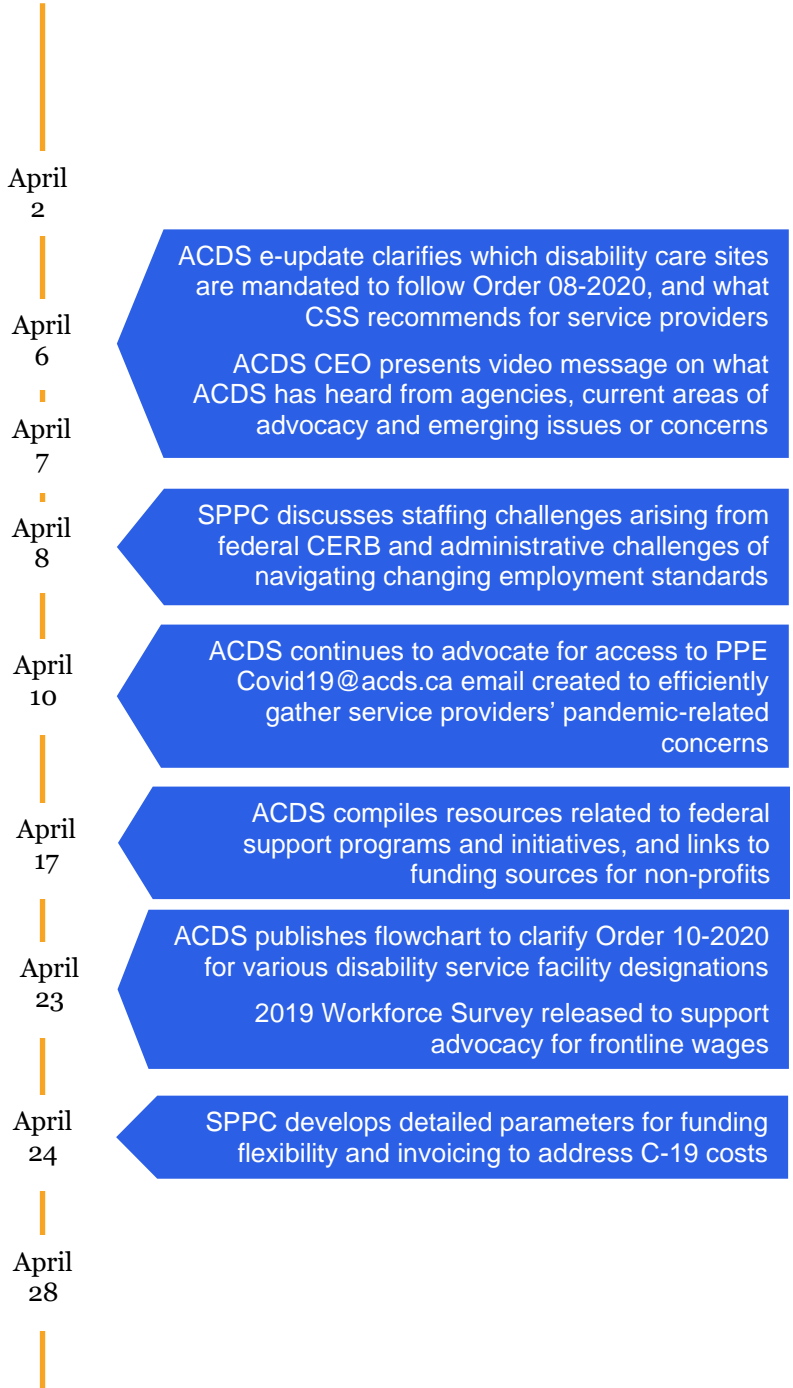 April
2
ACDS e-update clarifies which disability care sites
are mandated to follow Order 08-2020, and what
CSS recommends for service providers
ACDS CEO presents video message on what
ACDS has heard from agencies, current areas of
advocacy and emerging issues or concerns
April
6
April
7
April
8
SPPC discusses staffing challenges arising from
federal CERB and administrative challenges of
navigating changing employment standards
April
10
ACDS continues to advocate for access to PPE
Covid19@acds.ca email created to efficiently
gather service providers’ pandemic-related
concerns
April
17
ACDS compiles resources related to federal
support programs and initiatives, and links to
funding sources for non-profits
April
23
ACDS publishes flowchart to clarify Order 10-2020
for various disability service facility designations
2019 Workforce Survey released to support
advocacy for frontline wages
April
24
SPPC develops detailed parameters for funding
flexibility and invoicing to address C-19 costs
April
28